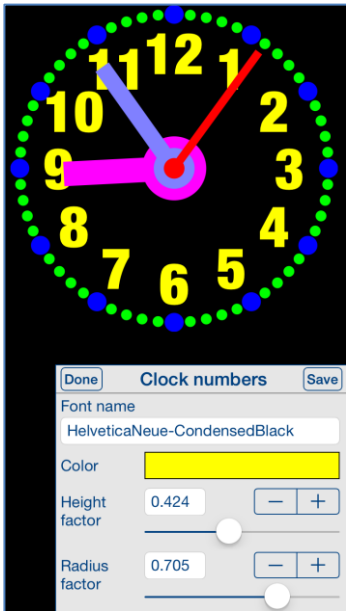 12
11 1
10 2
9 3
8 4
7 5
6
Done Clock numbers Save
Font name
HelveticaNeue-CondensedBlack
Color
Height factor 0.424 − +
Radius factor 0.705 − +